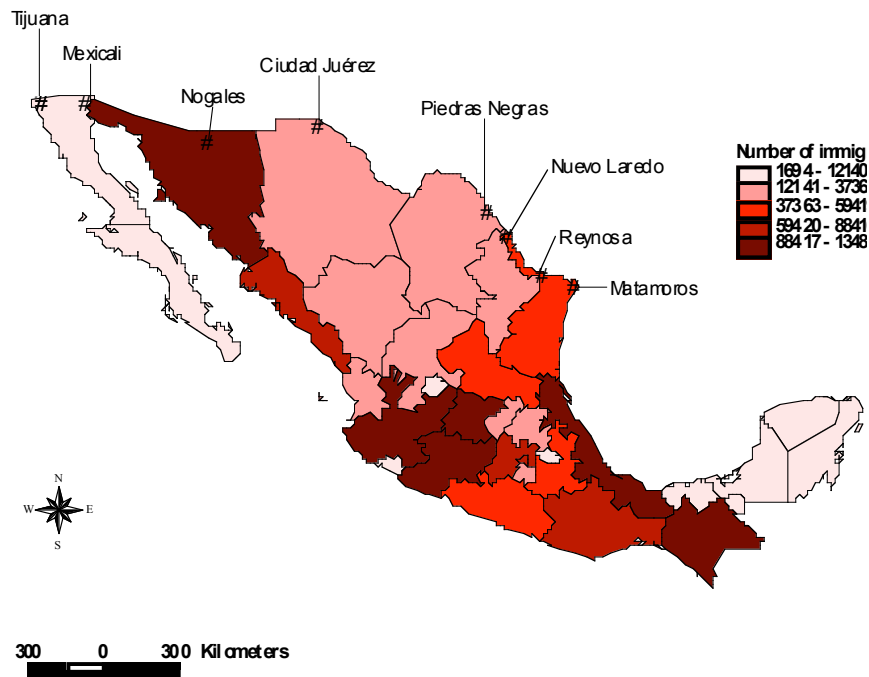 Tijuana
Mexicali
Ciudad Juérez
Nogales
Piedras Negras
Number of immig
1694 - 12140
12141 - 3736
37363 - 5941
59420 - 8841
88417 - 1348
Nuevo Laredo
Reynosa
Matamoros
N
W E
S
300 0 300 Kilometers